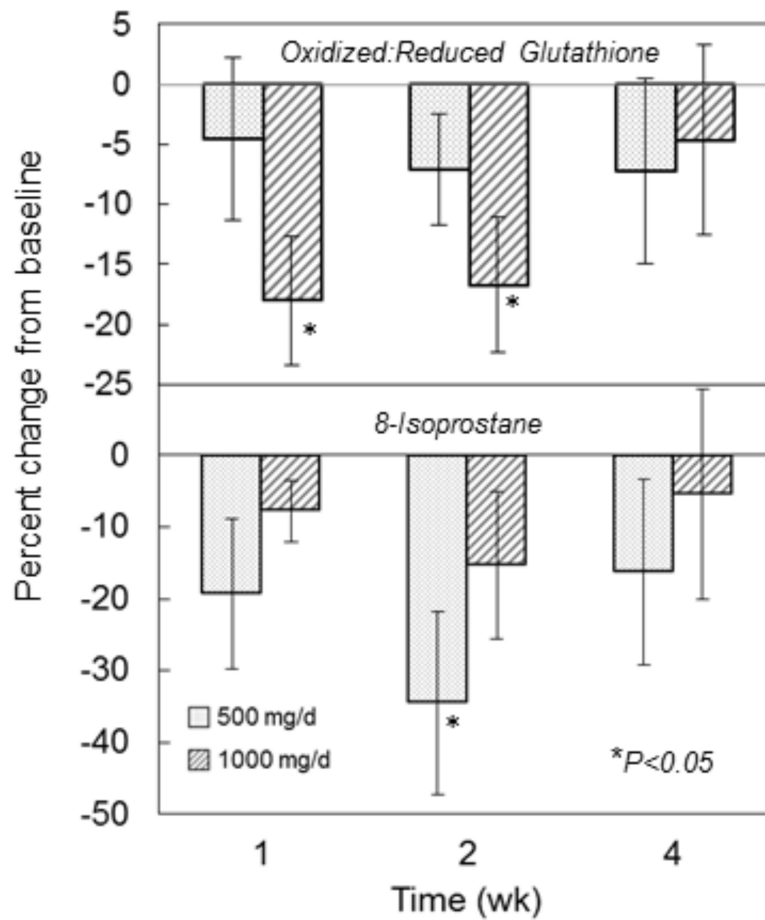 5
Oxidized:Reduced Glutathione
0
-5
-10
-15
-20
*
*
-25
8-Isoprostane
0
-10
-20
-30
-40
-50
*
500 mg/d
1000 mg/d
*P<0.05
Percent change from baseline
1 2 4
Time (wk)